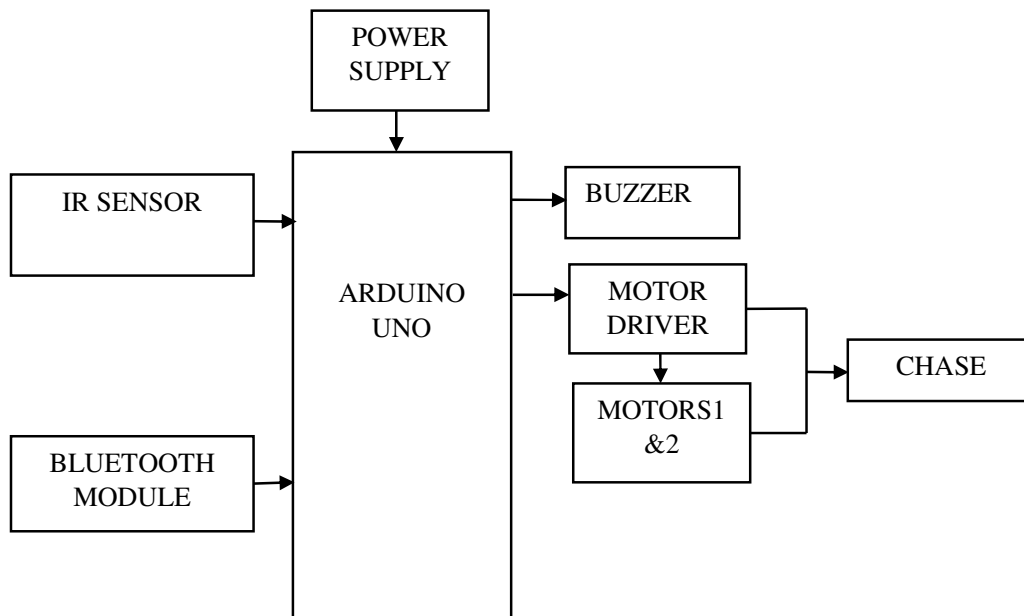 POWER
SUPPLY
IR SENSOR
BUZZER
ARDUINO
UNO
MOTOR
DRIVER
CHASE
MOTORS1
&2
BLUETOOTH
MODULE